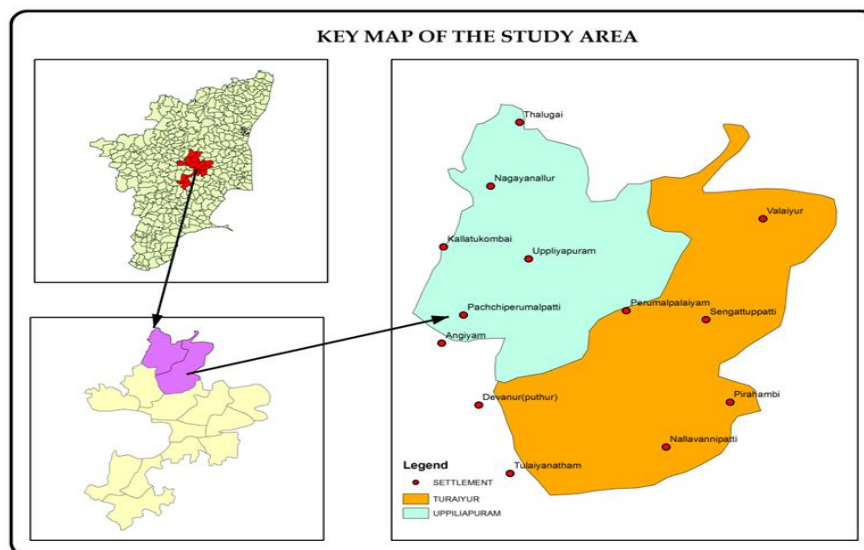 KEY MAP OF THE STUDY AREA
Thalugai
Nagayanallur
Valaiyur
Kallatukombai
Uppliyapuram
Pachchiperumalpatti
Perumalpalaiyam
Sengattuppatti
Angiyam
Devanur(puthur)
Pirahambi
Nallavannipatti
Tulaiyanatham
Legend
SETTLEMENT
TURAIYUR
UPPILIAPURAM